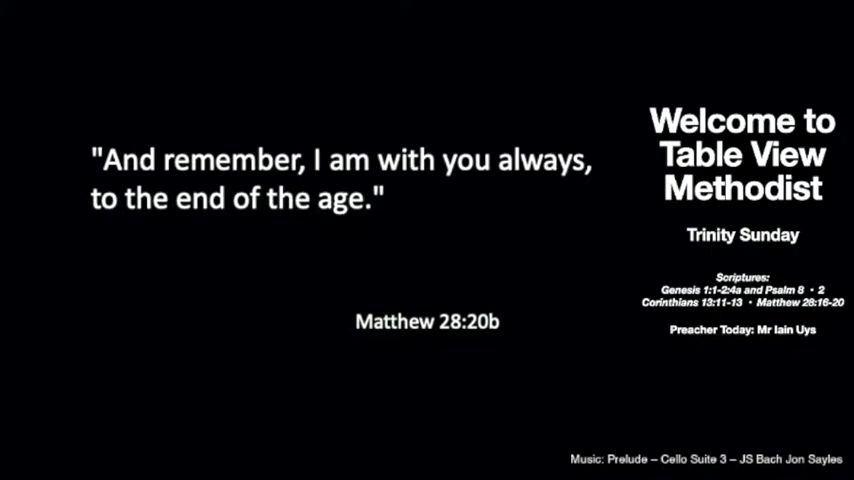 "And remember, I am with you always,
to the end of the age."
Matthew 28:20b
Welcome to
Table View
Methodist
Trinity Sunday
Scriptures:
Genesis 1:1-2:4a and Psalm 8 • 2
Corinthians 13:11-13 • Matthew 28:16-20
Preacher Today: Mr Iain Uys
Music: Prelude – Cello Suite 3 – JS Bach Jon Sayles